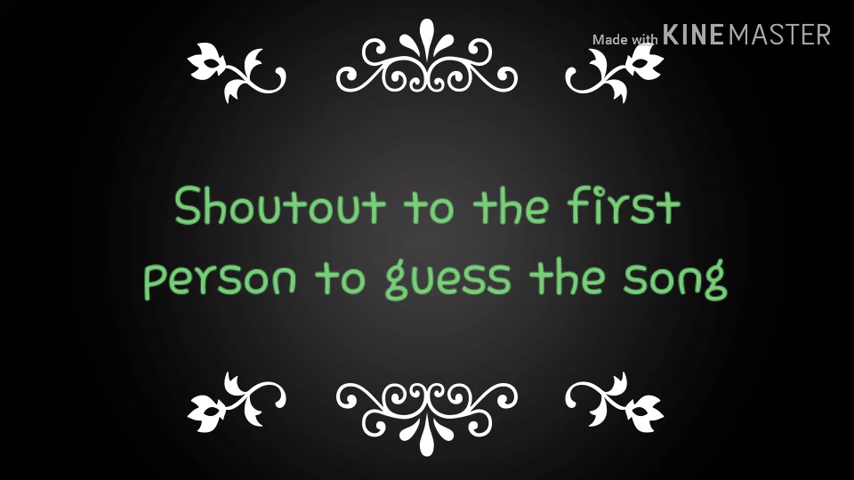 Made with KINEMASTER
Shoutout to the first
person to guess the song